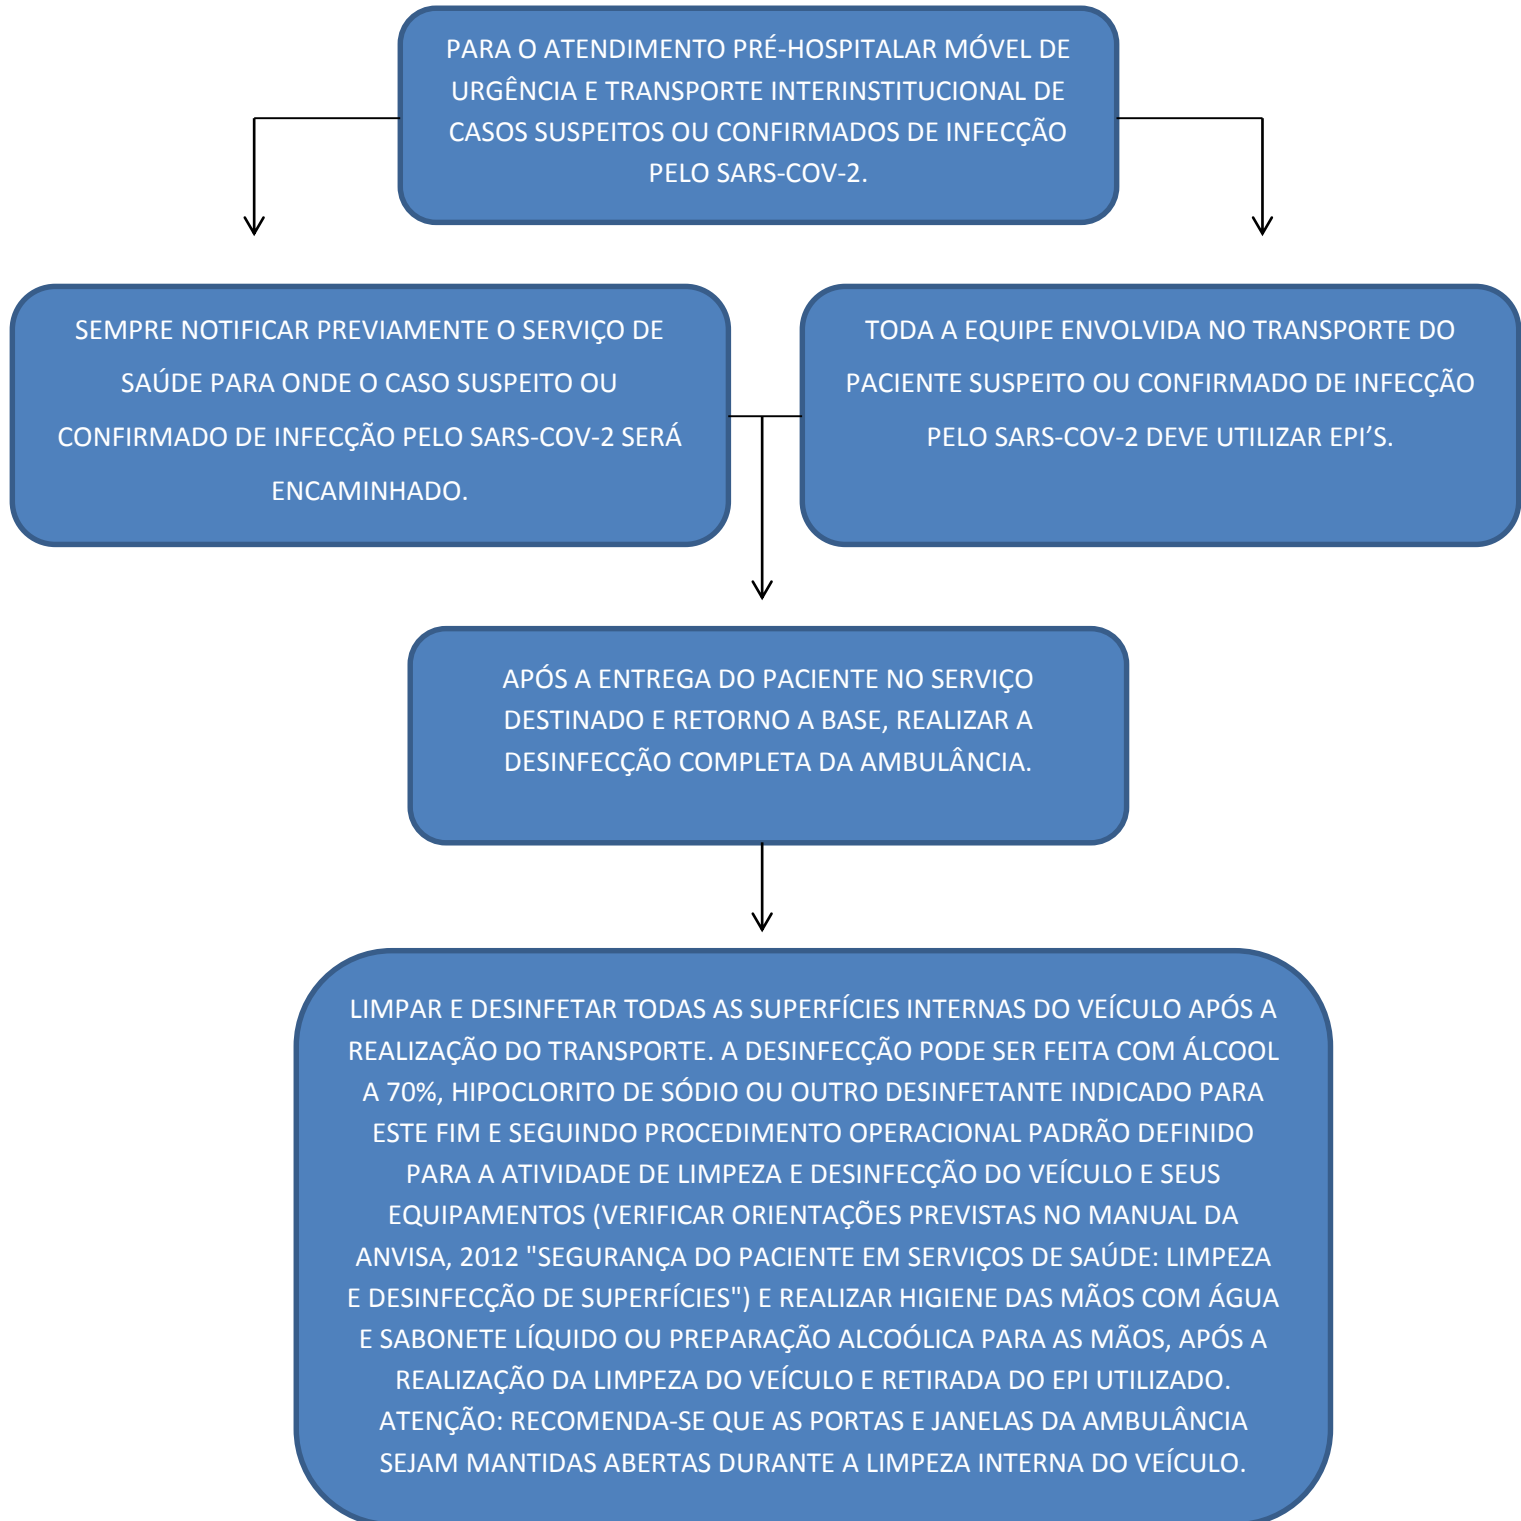 PARA O ATENDIMENTO PRÉ-HOSPITALAR MÓVEL DE
URGÊNCIA E TRANSPORTE INTERINSTITUCIONAL DE
CASOS SUSPEITOS OU CONFIRMADOS DE INFECÇÃO
PELO SARS-COV-2.
SEMPRE NOTIFICAR PREVIAMENTE O SERVIÇO DE
SAÚDE PARA ONDE O CASO SUSPEITO OU
CONFIRMADO DE INFECÇÃO PELO SARS-COV-2 SERÁ
ENCAMINHADO.
TODA A EQUIPE ENVOLVIDA NO TRANSPORTE DO
PACIENTE SUSPEITO OU CONFIRMADO DE INFECÇÃO
PELO SARS-COV-2 DEVE UTILIZAR EPI’S.
APÓS A ENTREGA DO PACIENTE NO SERVIÇO
DESTINADO E RETORNO A BASE, REALIZAR A
DESINFECÇÃO COMPLETA DA AMBULÂNCIA.
LIMPAR E DESINFETAR TODAS AS SUPERFÍCIES INTERNAS DO VEÍCULO APÓS A
REALIZAÇÃO DO TRANSPORTE. A DESINFECÇÃO PODE SER FEITA COM ÁLCOOL
A 70%, HIPOCLORITO DE SÓDIO OU OUTRO DESINFETANTE INDICADO PARA
ESTE FIM E SEGUINDO PROCEDIMENTO OPERACIONAL PADRÃO DEFINIDO
PARA A ATIVIDADE DE LIMPEZA E DESINFECÇÃO DO VEÍCULO E SEUS
EQUIPAMENTOS (VERIFICAR ORIENTAÇÕES PREVISTAS NO MANUAL DA
ANVISA, 2012 "SEGURANÇA DO PACIENTE EM SERVIÇOS DE SAÚDE: LIMPEZA
E DESINFECÇÃO DE SUPERFÍCIES") E REALIZAR HIGIENE DAS MÃOS COM ÁGUA
E SABONETE LÍQUIDO OU PREPARAÇÃO ALCOÓLICA PARA AS MÃOS, APÓS A
REALIZAÇÃO DA LIMPEZA DO VEÍCULO E RETIRADA DO EPI UTILIZADO.
ATENÇÃO: RECOMENDA-SE QUE AS PORTAS E JANELAS DA AMBULÂNCIA
SEJAM MANTIDAS ABERTAS DURANTE A LIMPEZA INTERNA DO VEÍCULO.